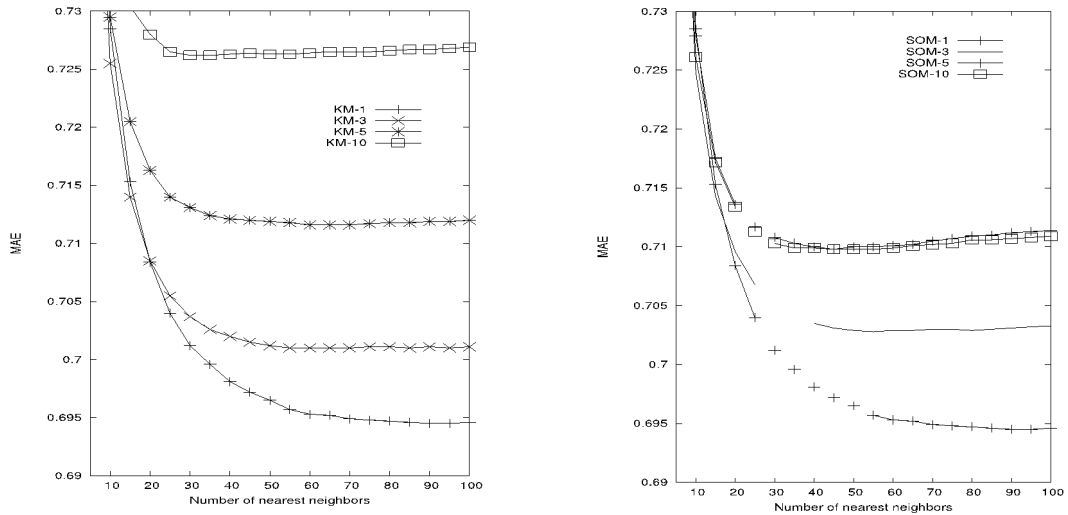 0.73
0.725
0.72
0.715
0.71
0.705
0.7
0.695
0.69
MAE
KM-1
KM-3
KM-5
KM-10
10 20 30 40 50 60 70 80 90 100
Number of nearest neighbors
0.73
0.725
0.72
0.715
0.71
0.705
0.7
0.695
0.69
MAE
SOM-1
SOM-3
SOM-5
SOM-10
10 20 30 40 50 60 70 80 90 100
Number of nearest neighbors